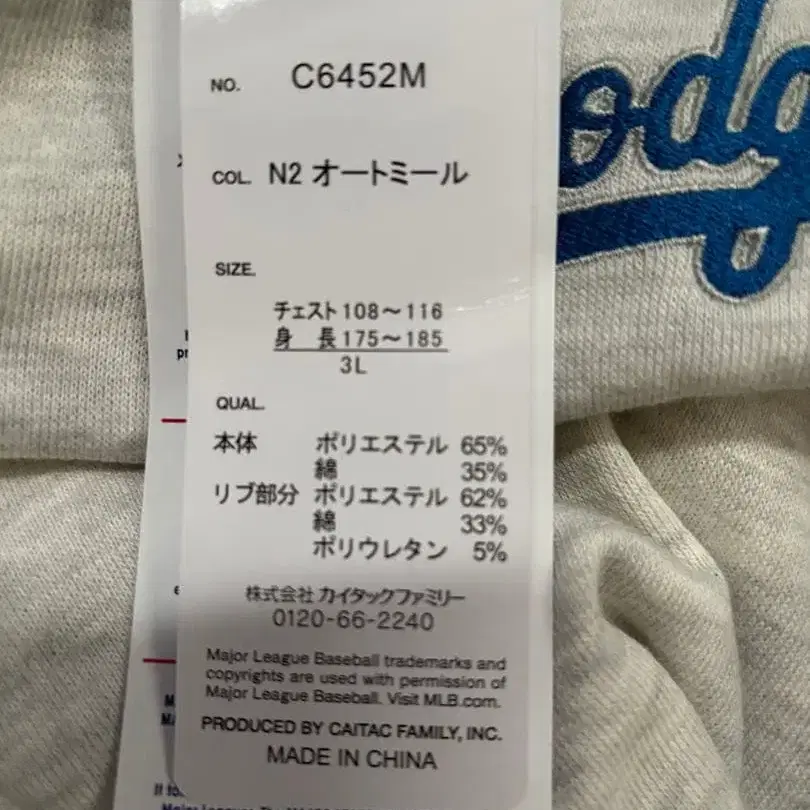 NO. C6452M
COL. N2 オートミール
SIZE.
チェスト 108～116
身 長 175～185
3L
QUAL.
本体 ポリエステル 65%
綿 35%
リブ部分 ポリエステル 62%
綿 33%
ポリウレタン 5%
株式会社 カイタックファミリー
0120-66-2240
Major League Baseball trademarks and
copyrights are used with permission of
Major League Baseball. Visit MLB.com.
PRODUCED BY CAITAC FAMILY, INC.
MADE IN CHINA
odg